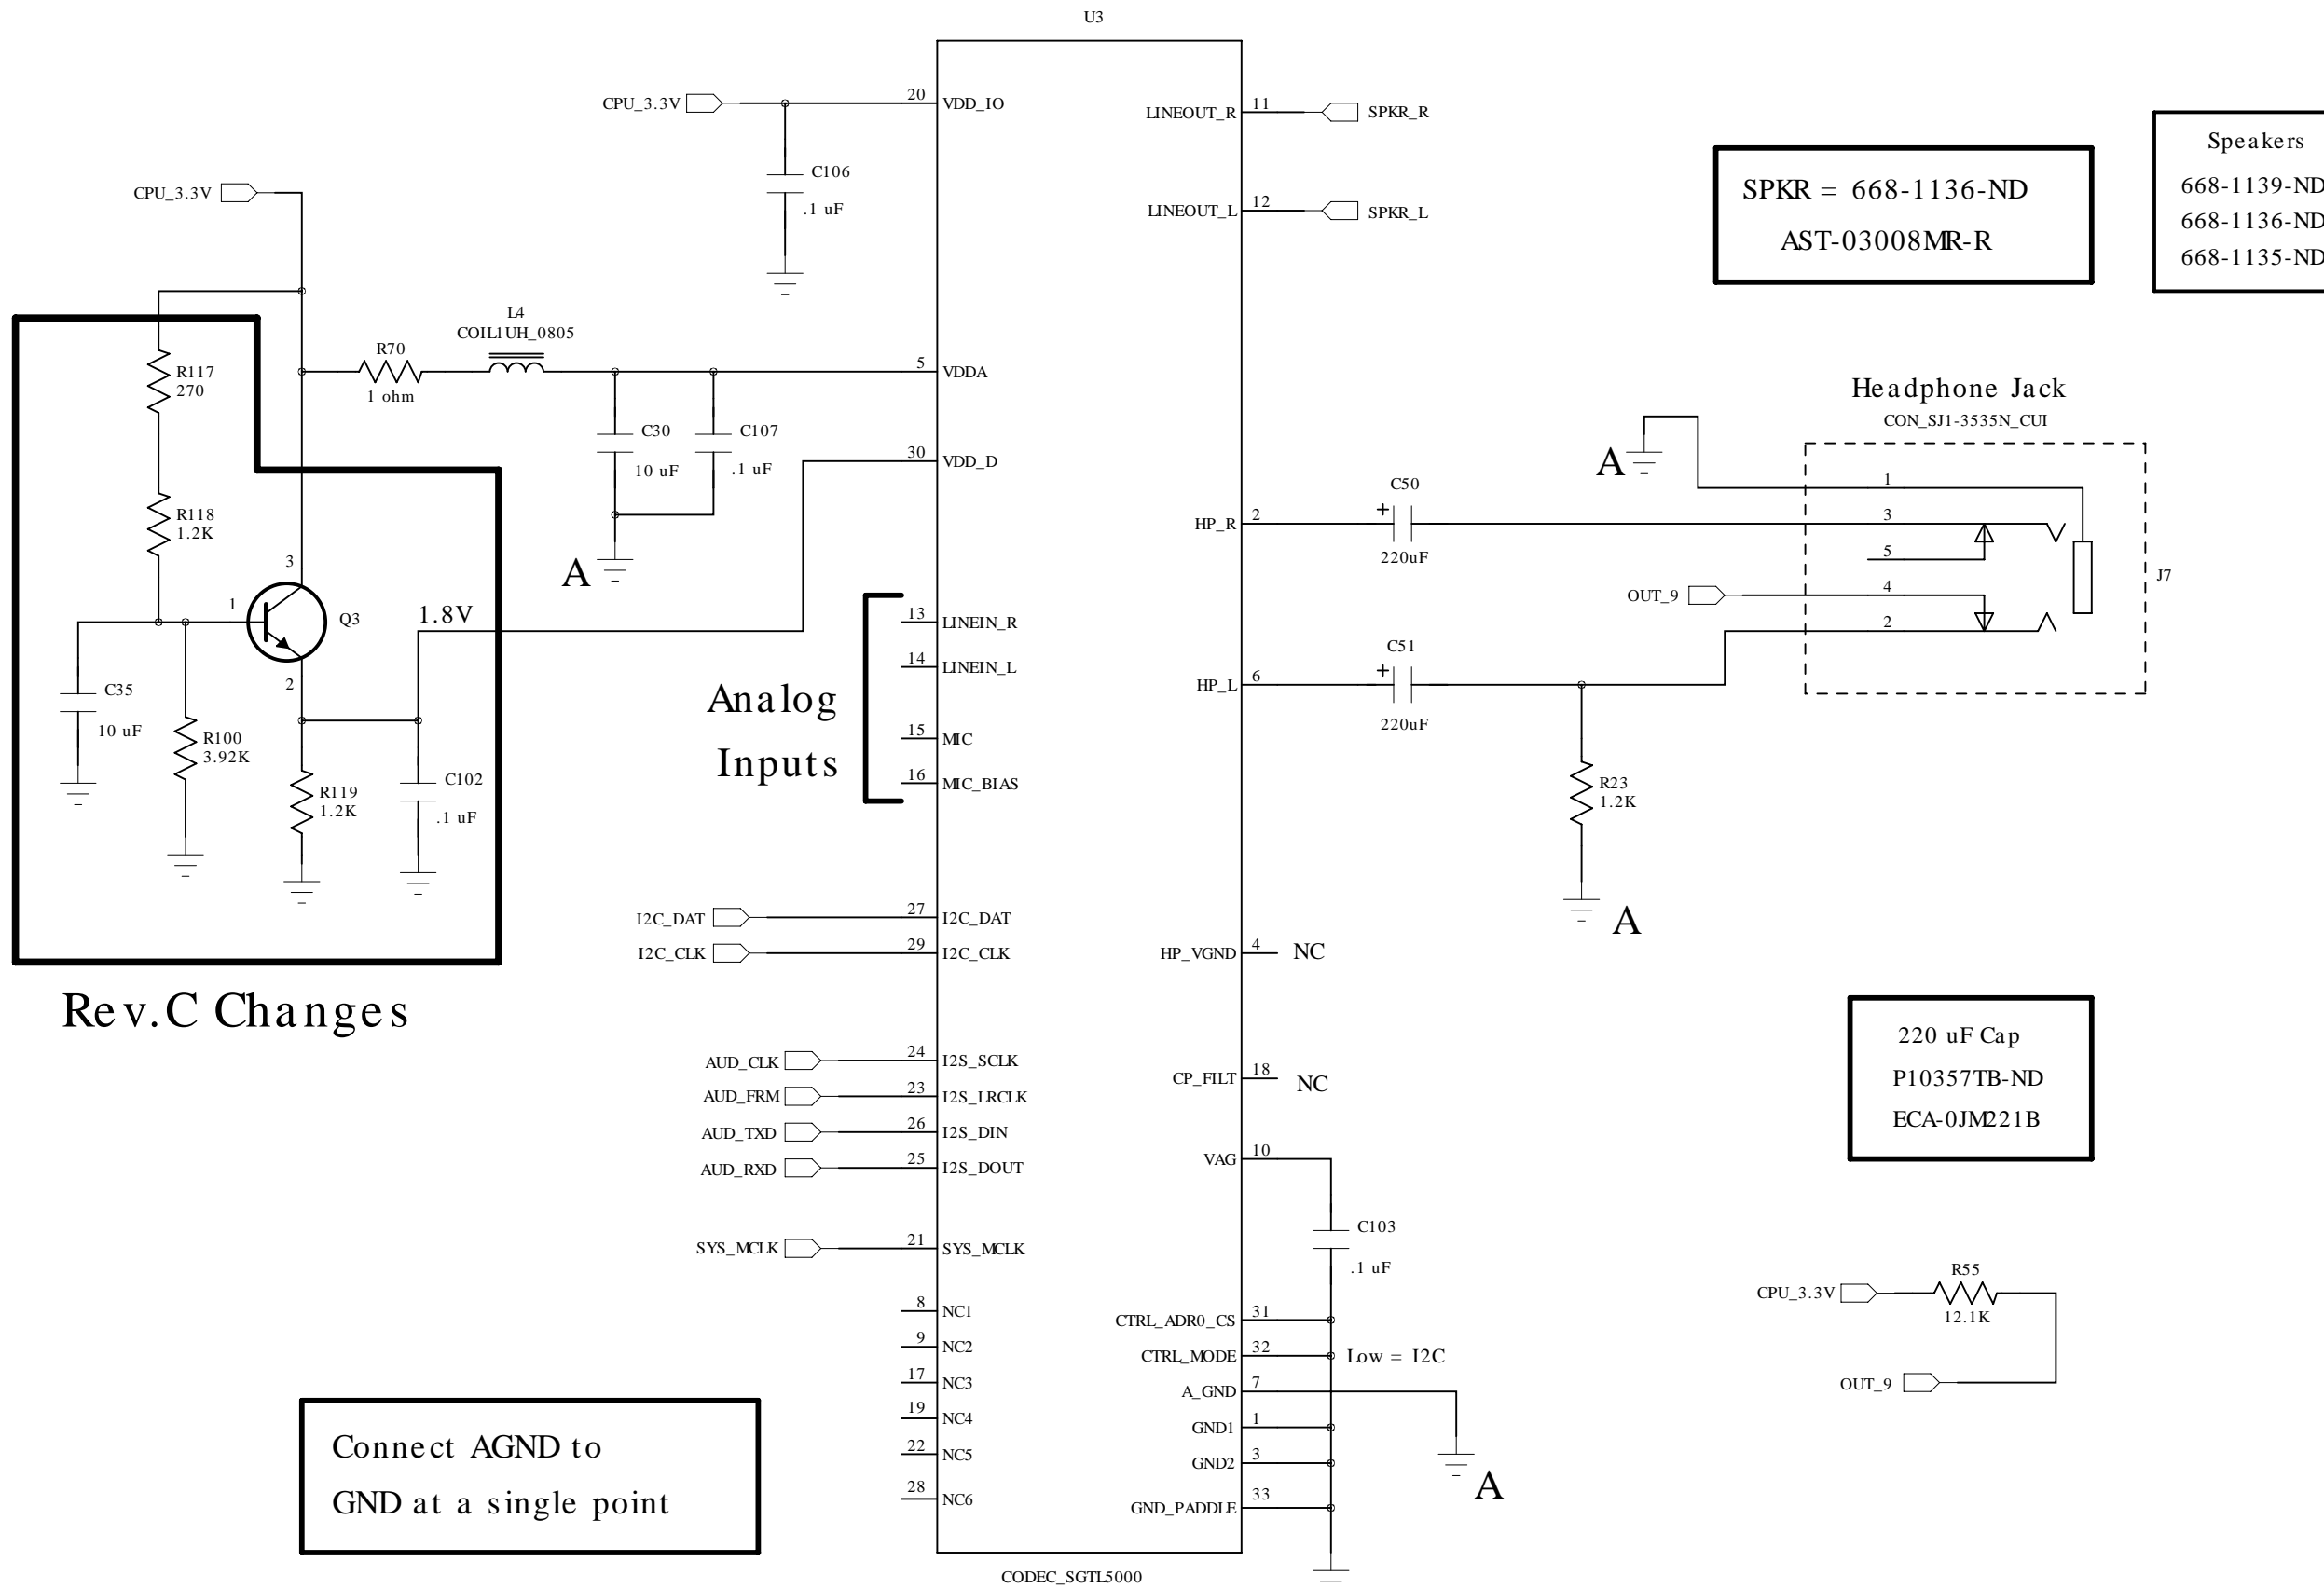 U3
CPU_3.3V
20
VDD_IO
LINEOUT_R
11
SPKR_R
C106
.1 uF
LINEOUT_L
12
SPKR_L
SPKR = 668-1136-ND
AST-03008MR-R
Speakers
668-1139-ND
668-1136-ND
668-1135-ND
CPU_3.3V
L4
COIL1UH_0805
R70
1 ohm
5
VDDA
R117
270
C30
10 uF
C107
.1 uF
A
30
VDD_D
R118
1.2K
3
1
Q3
2
1.8V
C35
10 uF
R100
3.92K
R119
1.2K
C102
.1 uF
Rev.C Changes
Headphone Jack
CON_SJ1-3535N_CUI
A
1
3
5
4
2
J7
OUT_9
HP_R
2
C50
+
220uF
HP_L
6
C51
+
220uF
R23
1.2K
A
Analog
Inputs
13
LINEIN_R
14
LINEIN_L
15
MIC
16
MIC_BIAS
I2C_DAT
27
I2C_DAT
I2C_CLK
29
I2C_CLK
HP_VGND
4
NC
AUD_CLK
24
I2S_SCLK
AUD_FRM
23
I2S_LRCLK
AUD_TXD
26
I2S_DIN
AUD_RXD
25
I2S_DOUT
CP_FILT
18
NC
220 uF Cap
P10357TB-ND
ECA-0JM221B
VAG
10
C103
.1 uF
SYS_MCLK
21
SYS_MCLK
8
NC1
9
NC2
17
NC3
19
NC4
22
NC5
28
NC6
CTRL_ADR0_CS
31
CTRL_MODE
32
Low = I2C
A_GND
7
GND1
1
GND2
3
GND_PADDLE
33
A
CPU_3.3V
R55
12.1K
OUT_9
Connect AGND to
GND at a single point
CODEC_SGTL5000